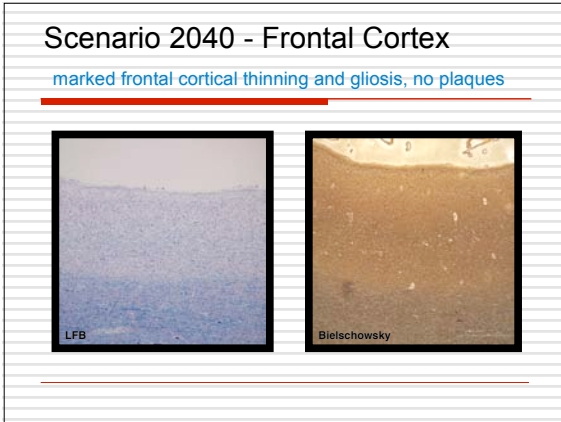 Scenario 2040 - Frontal Cortex
marked frontal cortical thinning and gliosis, no plaques
LFB
Bielschowsky